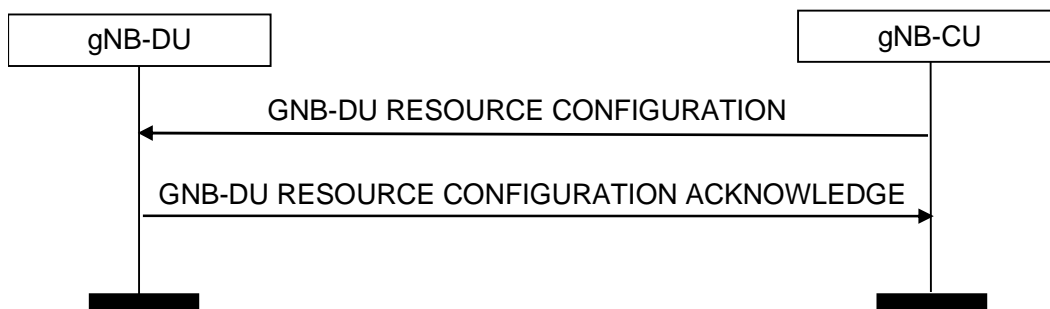 gNB-DU
gNB-CU
GNB-DU RESOURCE CONFIGURATION
GNB-DU RESOURCE CONFIGURATION ACKNOWLEDGE